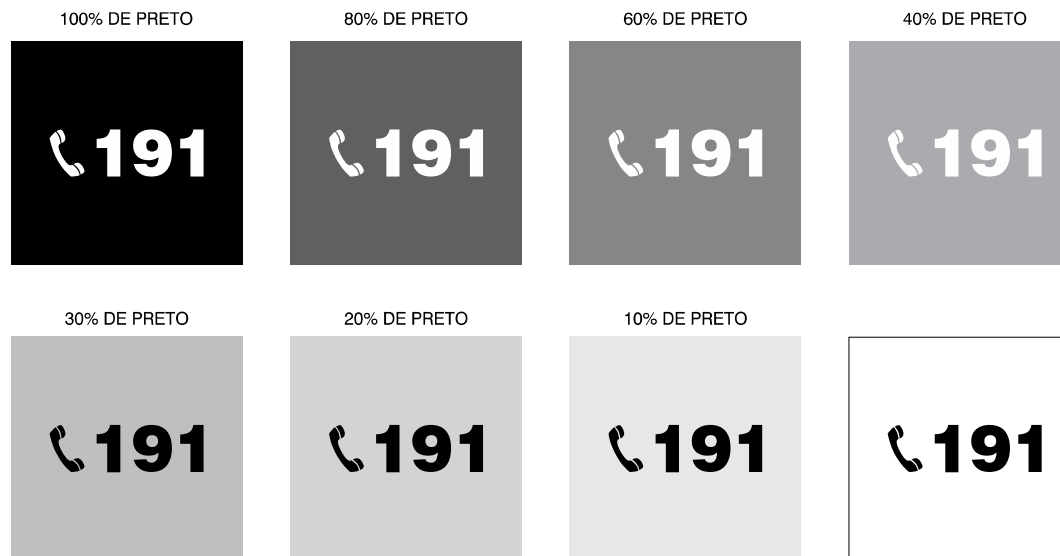 100% DE PRETO
80% DE PRETO
60% DE PRETO
40% DE PRETO
191
191
191
191
30% DE PRETO
20% DE PRETO
10% DE PRETO
191
191
191
191